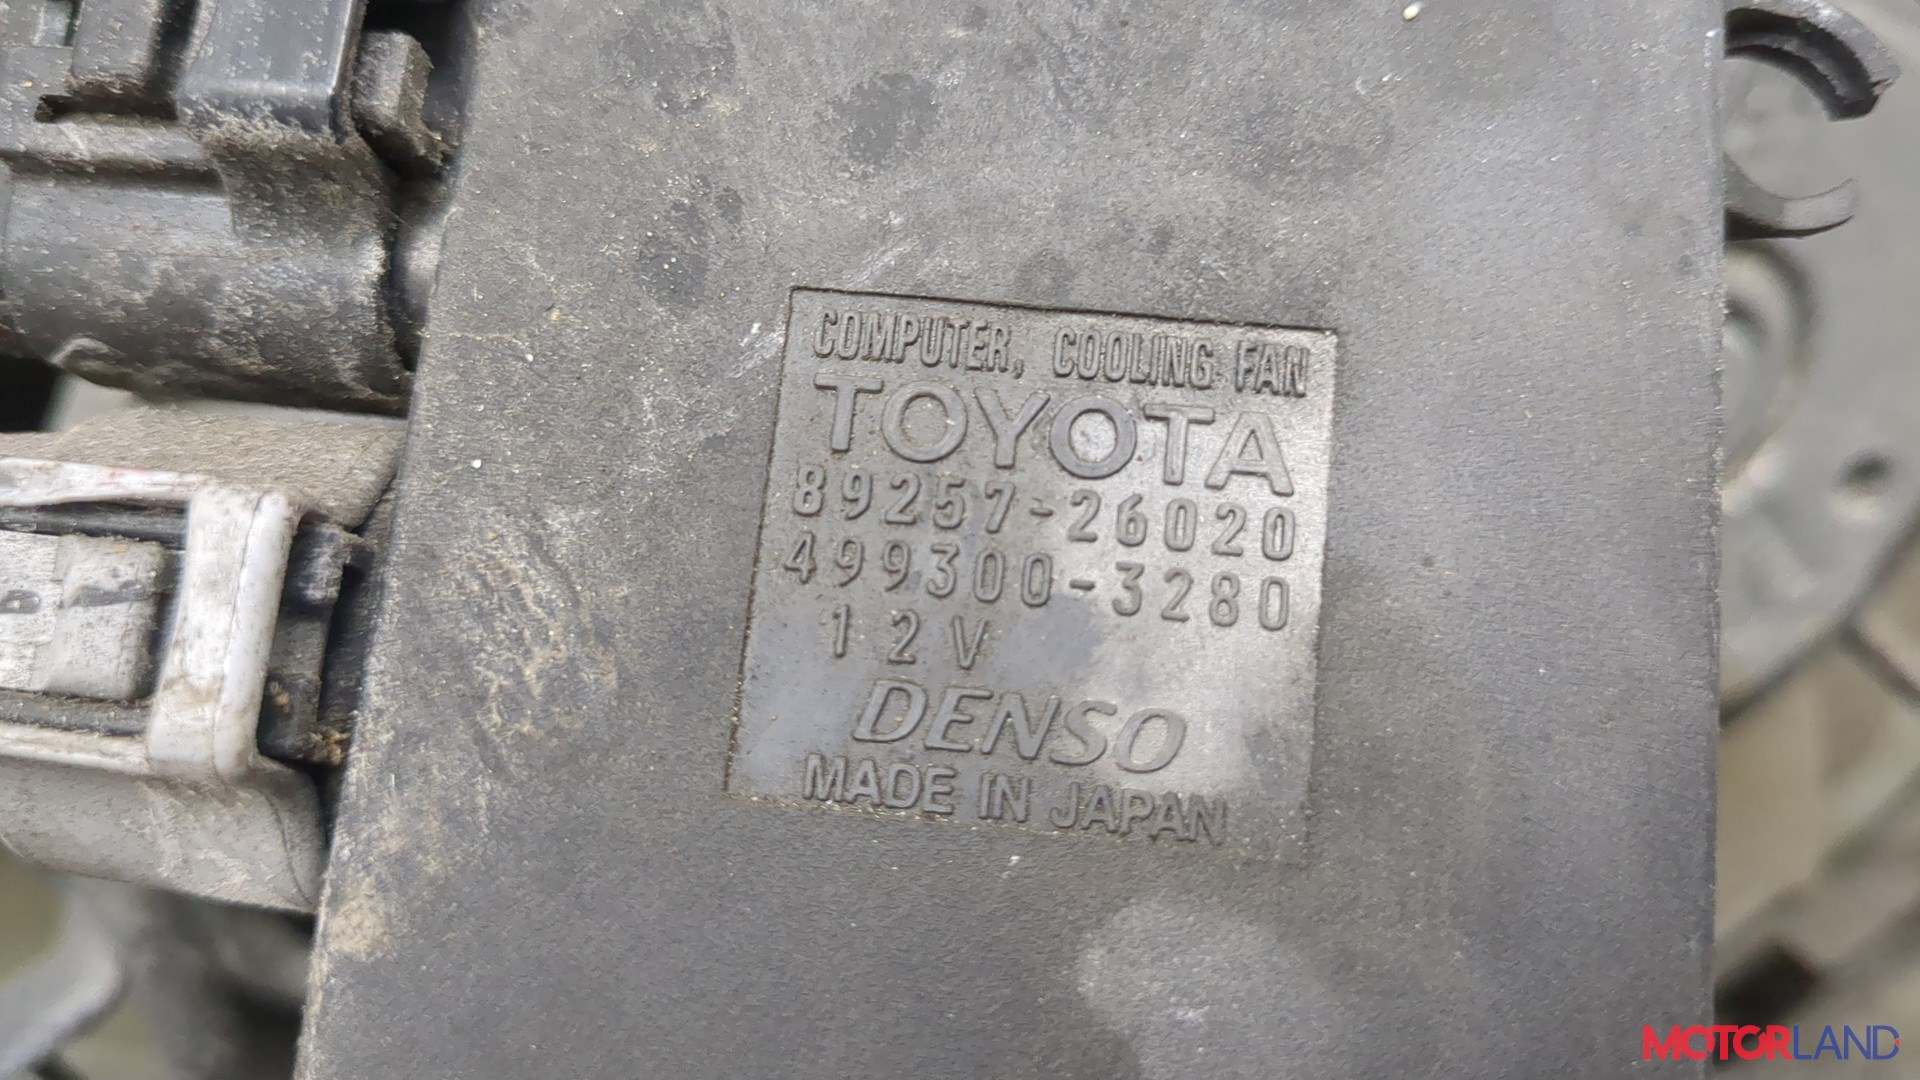 COMPUTER, COOLING FAN
TOYOTA
89257-26020
499300-3280
12V
DENSO
MADE IN JAPAN
MOTORLAND